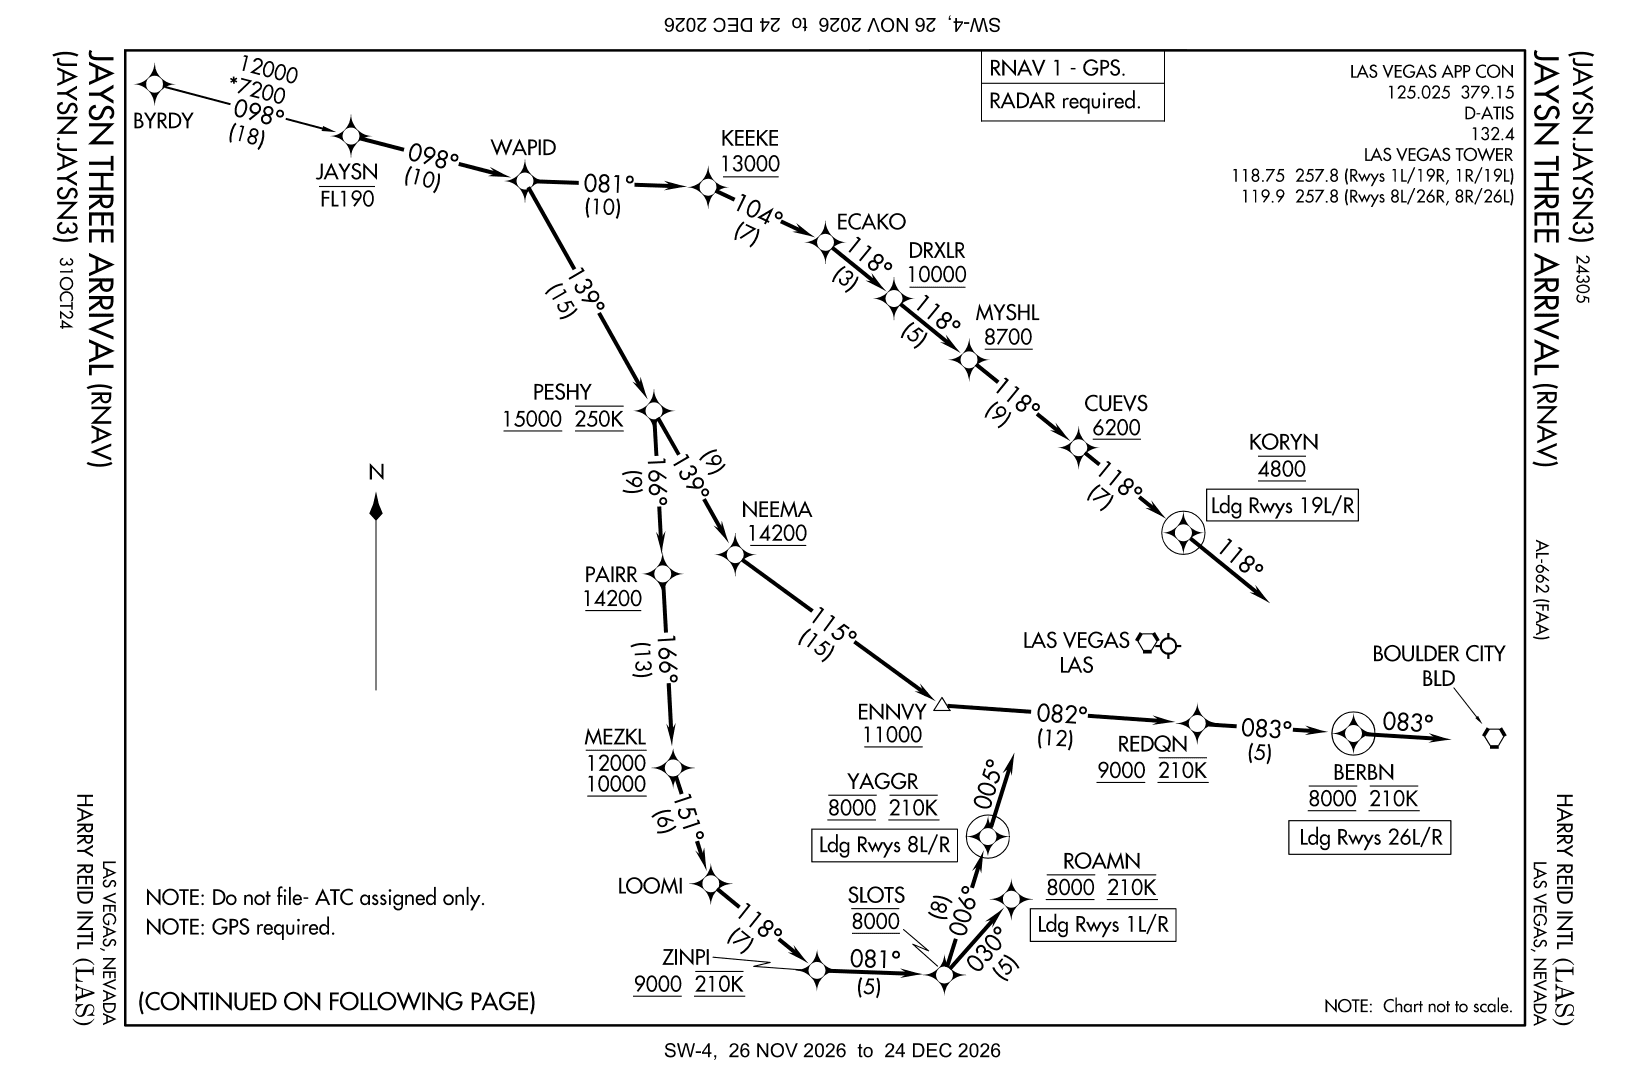 SW-4, 26 NOV 2026 to 24 DEC 2026
JAYSN THREE ARRIVAL (RNAV)
(JAYSN.JAYSN3) 31OCT24
(JAYSN.JAYSN3) 24305
JAYSN THREE ARRIVAL (RNAV)
AL-662 (FAA)
RNAV 1 - GPS.
RADAR required.
LAS VEGAS APP CON
125.025 379.15
D-ATIS
132.4
LAS VEGAS TOWER
118.75 257.8 (Rwys 1L/19R, 1R/19L)
119.9 257.8 (Rwys 8L/26R, 8R/26L)
BYRDY
12000
*7200
098°
(18)
JAYSN
FL190
098°
(10)
WAPID
081°
(10)
KEEKE
13000
104°
(7)
ECAKO
118°
(3)
DRXLR
10000
118°
(5)
MYSHL
8700
118°
(9)
CUEVS
6200
118°
(7)
KORYN
4800
Ldg Rwys 19L/R
118°
139°
(15)
PESHY
15000 250K
166°
(9)
139°
(9)
N
NEEMA
14200
PAIRR
14200
115°
(15)
166°
(13)
LAS VEGAS
LAS
BOULDER CITY
BLD
ENNVY
11000
082°
(12)
REDQN
9000 210K
083°
(5)
083°
BERBN
8000 210K
Ldg Rwys 26L/R
MEZKL
12000
10000
151°
(6)
LOOMI
118°
(7)
ZINPI
9000 210K
081°
(5)
SLOTS
8000
006°
(8)
YAGGR
8000 210K
Ldg Rwys 8L/R
005°
030°
(5)
ROAMN
8000 210K
Ldg Rwys 1L/R
NOTE: Do not file- ATC assigned only.
NOTE: GPS required.
(CONTINUED ON FOLLOWING PAGE)
NOTE: Chart not to scale.
LAS VEGAS, NEVADA
HARRY REID INTL (LAS)
HARRY REID INTL (LAS)
LAS VEGAS, NEVADA
SW-4, 26 NOV 2026 to 24 DEC 2026